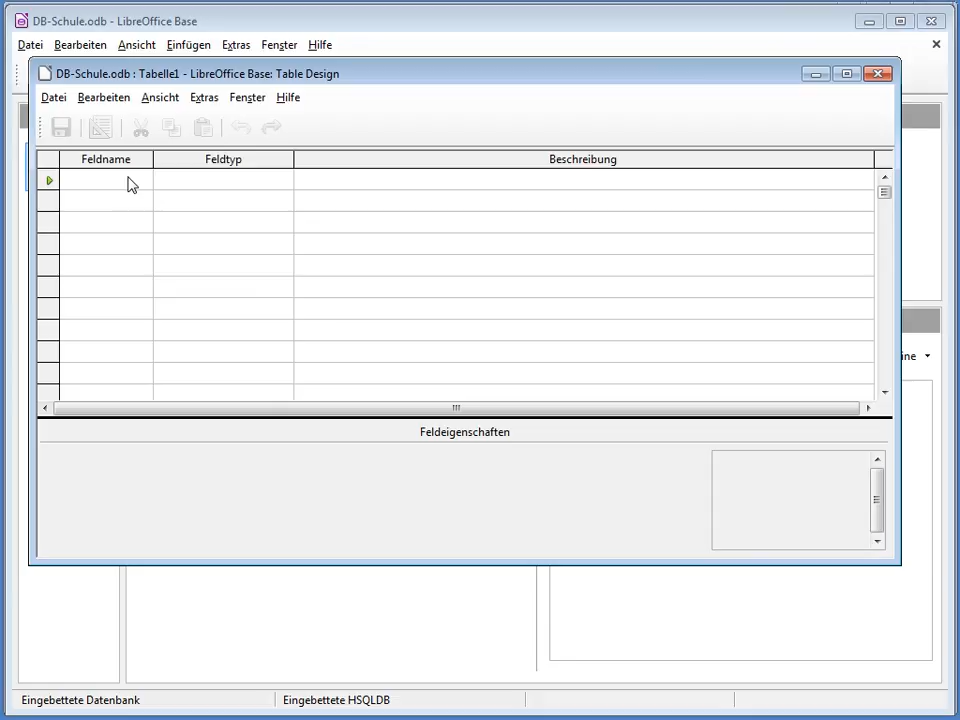 DB-Schule.odb - LibreOffice Base
Datei Bearbeiten Ansicht Einfügen Extras Fenster Hilfe
DB-Schule.odb : Tabelle1 - LibreOffice Base: Table Design
Datei Bearbeiten Ansicht Extras Fenster Hilfe
Feldname Feldtyp Beschreibung
ine
Feldeigenschaften
Eingebettete Datenbank Eingebettete HSQLDB